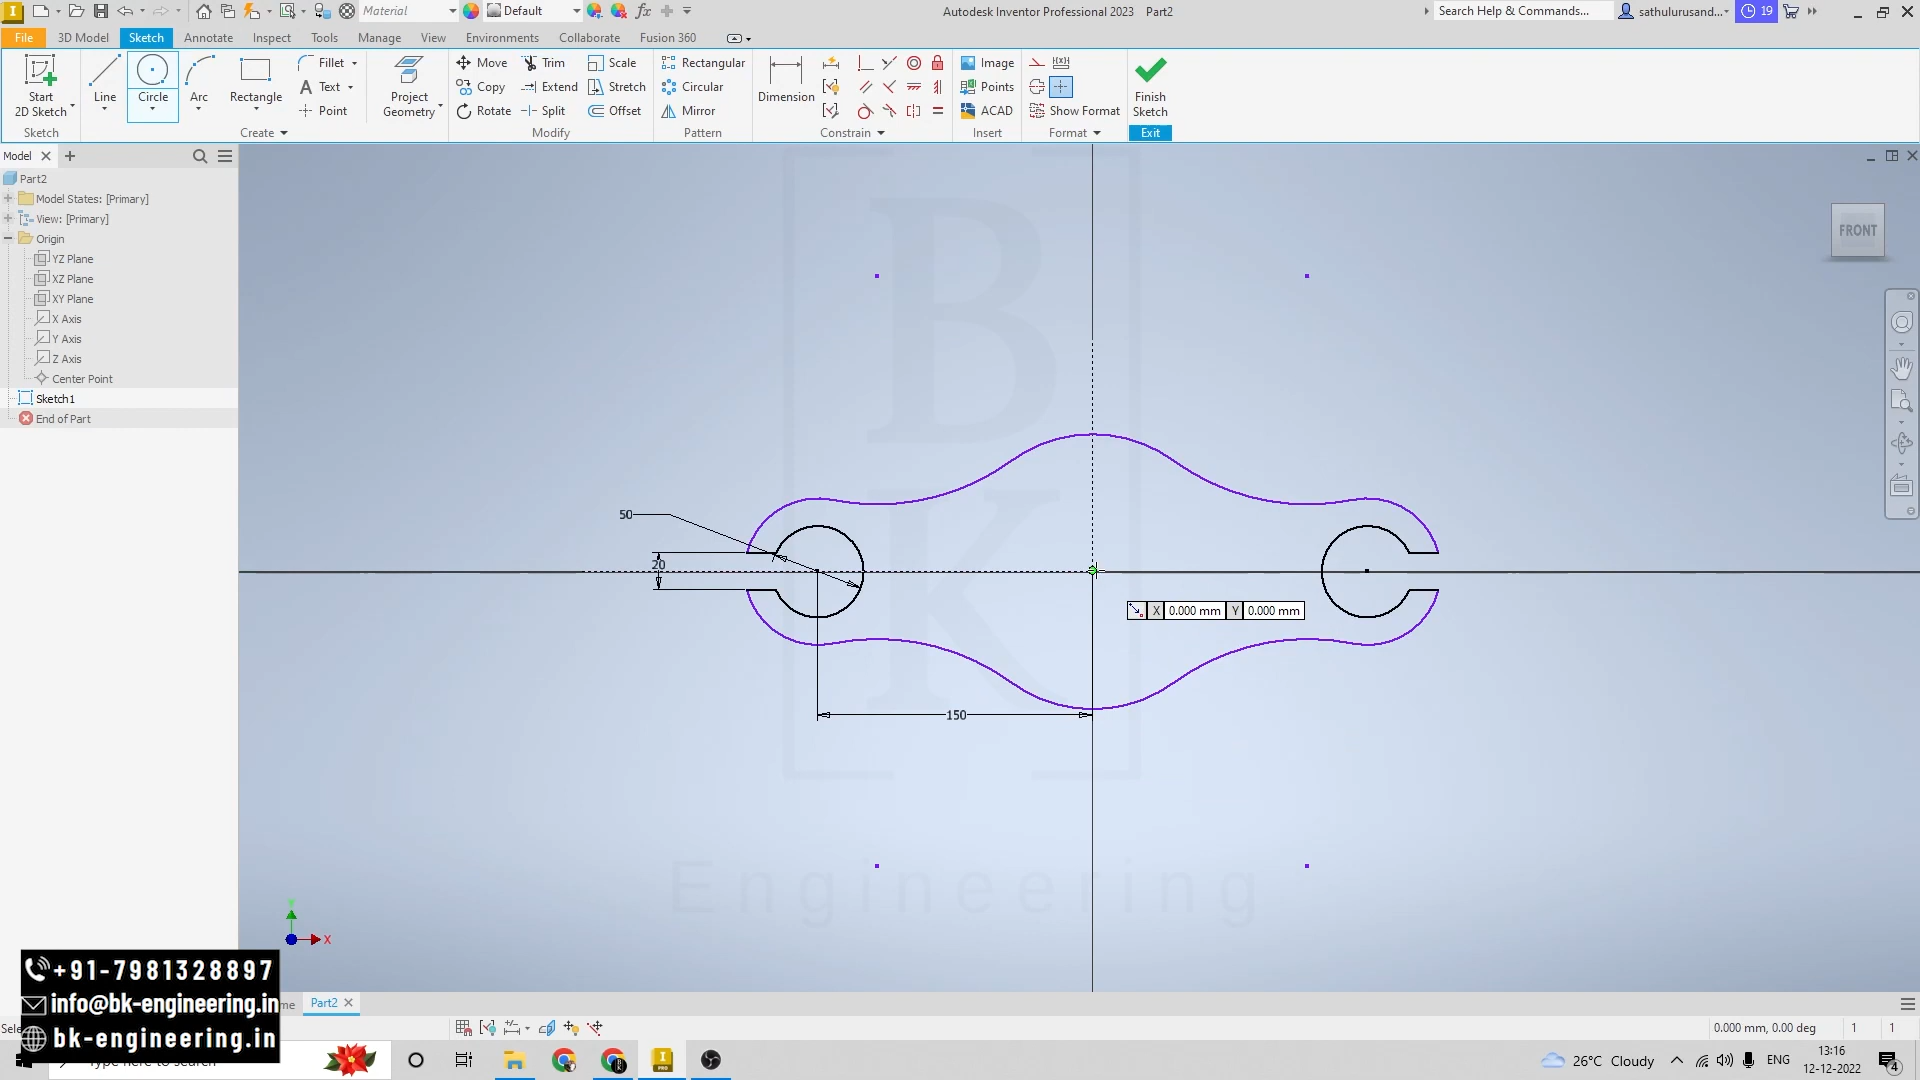 Material
Default
Autodesk Inventor Professional 2023 Part2
Search Help & Commands...
sathulurusand...
19
File
3D Model
Sketch
Annotate
Inspect
Tools
Manage
View
Environments
Collaborate
Fusion 360
Start
2D Sketch
Line
Circle
Arc
Rectangle
Fillet
Text
Point
Project
Geometry
Move
Copy
Rotate
Trim
Extend
Split
Scale
Stretch
Offset
Rectangular
Circular
Mirror
Dimension
Image
Points
ACAD
Show Format
Finish
Sketch
Sketch
Create
Modify
Pattern
Constrain
Insert
Format
Exit
Model
Part2
Model States: [Primary]
View: [Primary]
Origin
YZ Plane
XZ Plane
XY Plane
X Axis
Y Axis
Z Axis
Center Point
Sketch1
End of Part
FRONT
B
K
Engineering
50
20
150
X 0.000 mm Y 0.000 mm
X
+91-7981328897
info@bk-engineering.in
bk-engineering.in
Part2
0.000 mm, 0.00 deg 1 1
26°C Cloudy
ENG
13:16
12-12-2022
4